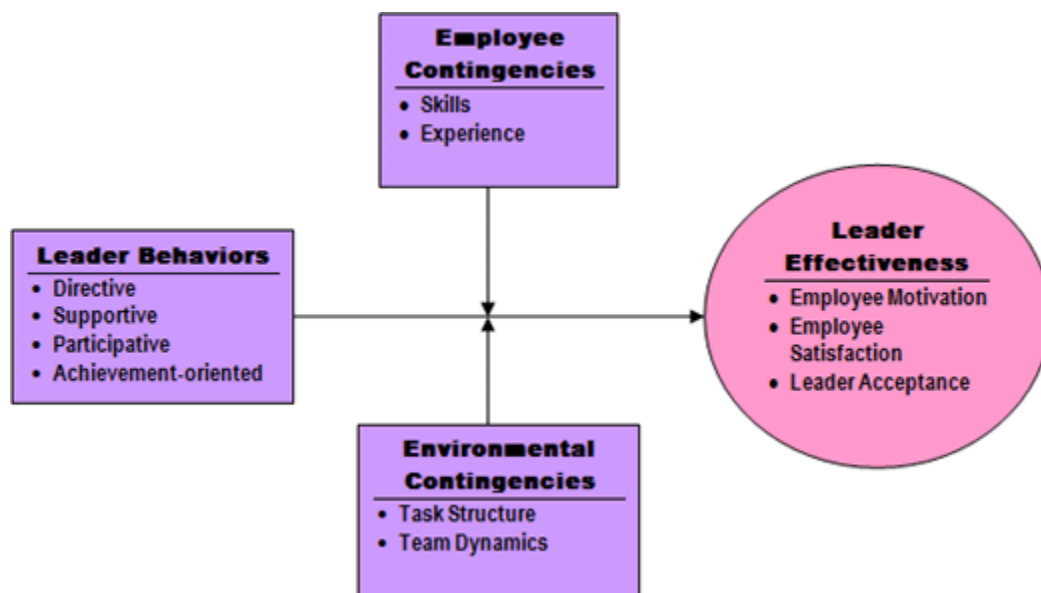 Employee
Contingencies
• Skills
• Experience
Leader Behaviors
• Directive
• Supportive
• Participative
• Achievement-oriented
Leader
Effectiveness
• Employee Motivation
• Employee
Satisfaction
• Leader Acceptance
Environmental
Contingencies
• Task Structure
• Team Dynamics